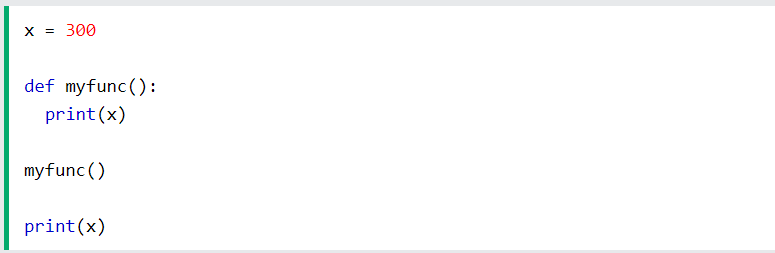 x = 300
def myfunc():
  print(x)
myfunc()
print(x)